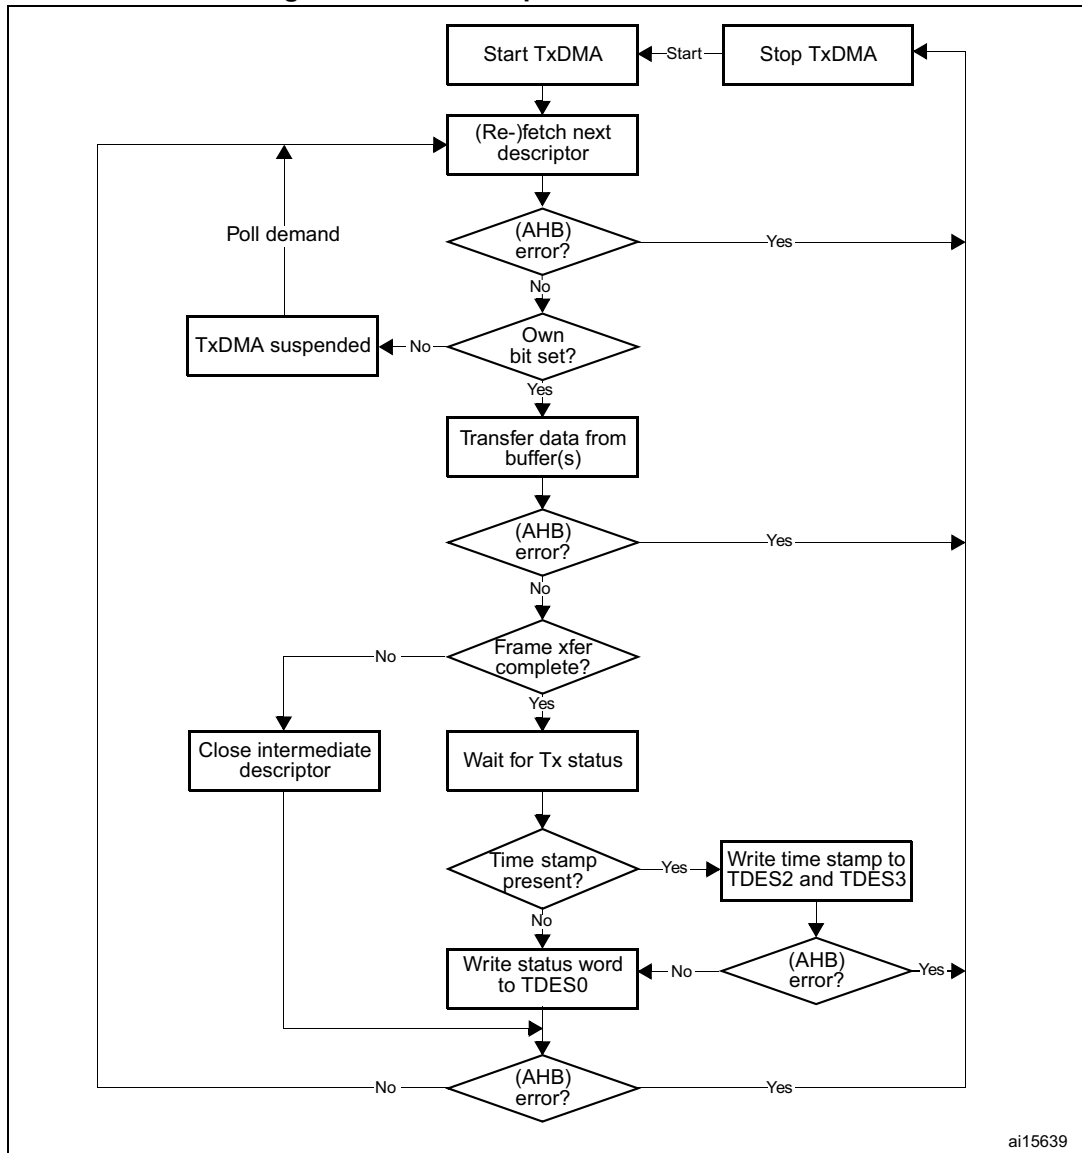 Start TxDMA
Start
Stop TxDMA
(Re-)fetch next
descriptor
Poll demand
(AHB)
error?
Yes
No
TxDMA suspended
No
Own
bit set?
Yes
Transfer data from
buffer(s)
(AHB)
error?
Yes
No
No
Frame xfer
complete?
Yes
Close intermediate
descriptor
Wait for Tx status
Time stamp
present?
Yes
Write time stamp to
TDES2 and TDES3
No
Write status word
to TDES0
No
(AHB)
error?
Yes
No
(AHB)
error?
Yes
ai15639